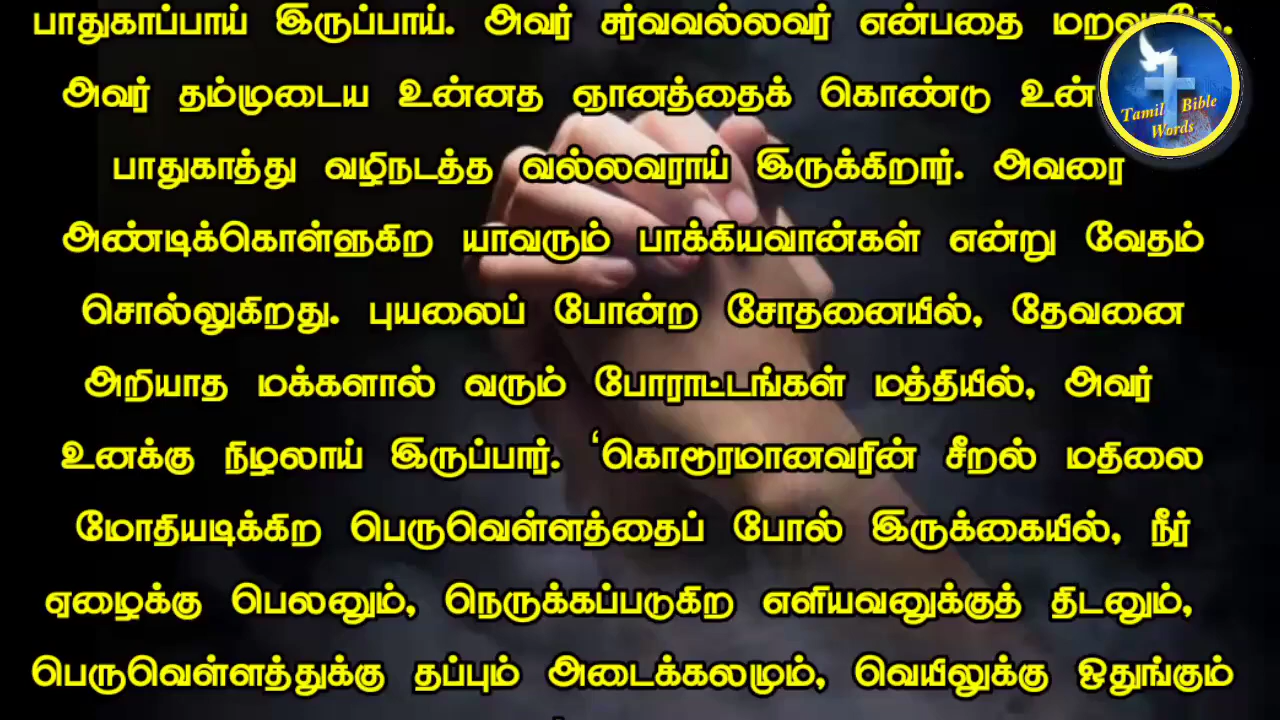 பாதுகாப்பாய் இருப்பாய். அவர் சர்வவல்லவர் என்பதை
அவர் தம்முடைய உன்னத ஞானத்தைக் கொண்டு
பாதுகாத்து வழிநடத்த வல்லவராய் இருக்கிறார். அவரை
அண்டிக்கொள்ளுகிற யாவரும் பாக்கியவான்கள் என்று வேதம்
சொல்லுகிறது. புயலைப் போன்ற சோதனையில், தேவனை
அறியாத மக்களால் வரும் போராட்டங்கள் மத்தியில், அவர்
உனக்கு நிழலாய் இருப்பார். ‘கொடூரமானவரின் சீறல் மதிலை
மோதியடிக்கிற பெருவெள்ளத்தைப் போல் இருக்கையில், நீர்
ஏழைக்கு பெலனும், நெருக்கப்படுகிற எளியவனுக்குத் திடனும்,
பெருவெள்ளத்துக்கு தப்பும் அடைக்கலமும், வெயிலுக்கு ஒதுங்கும்
Tamil Bible
Words